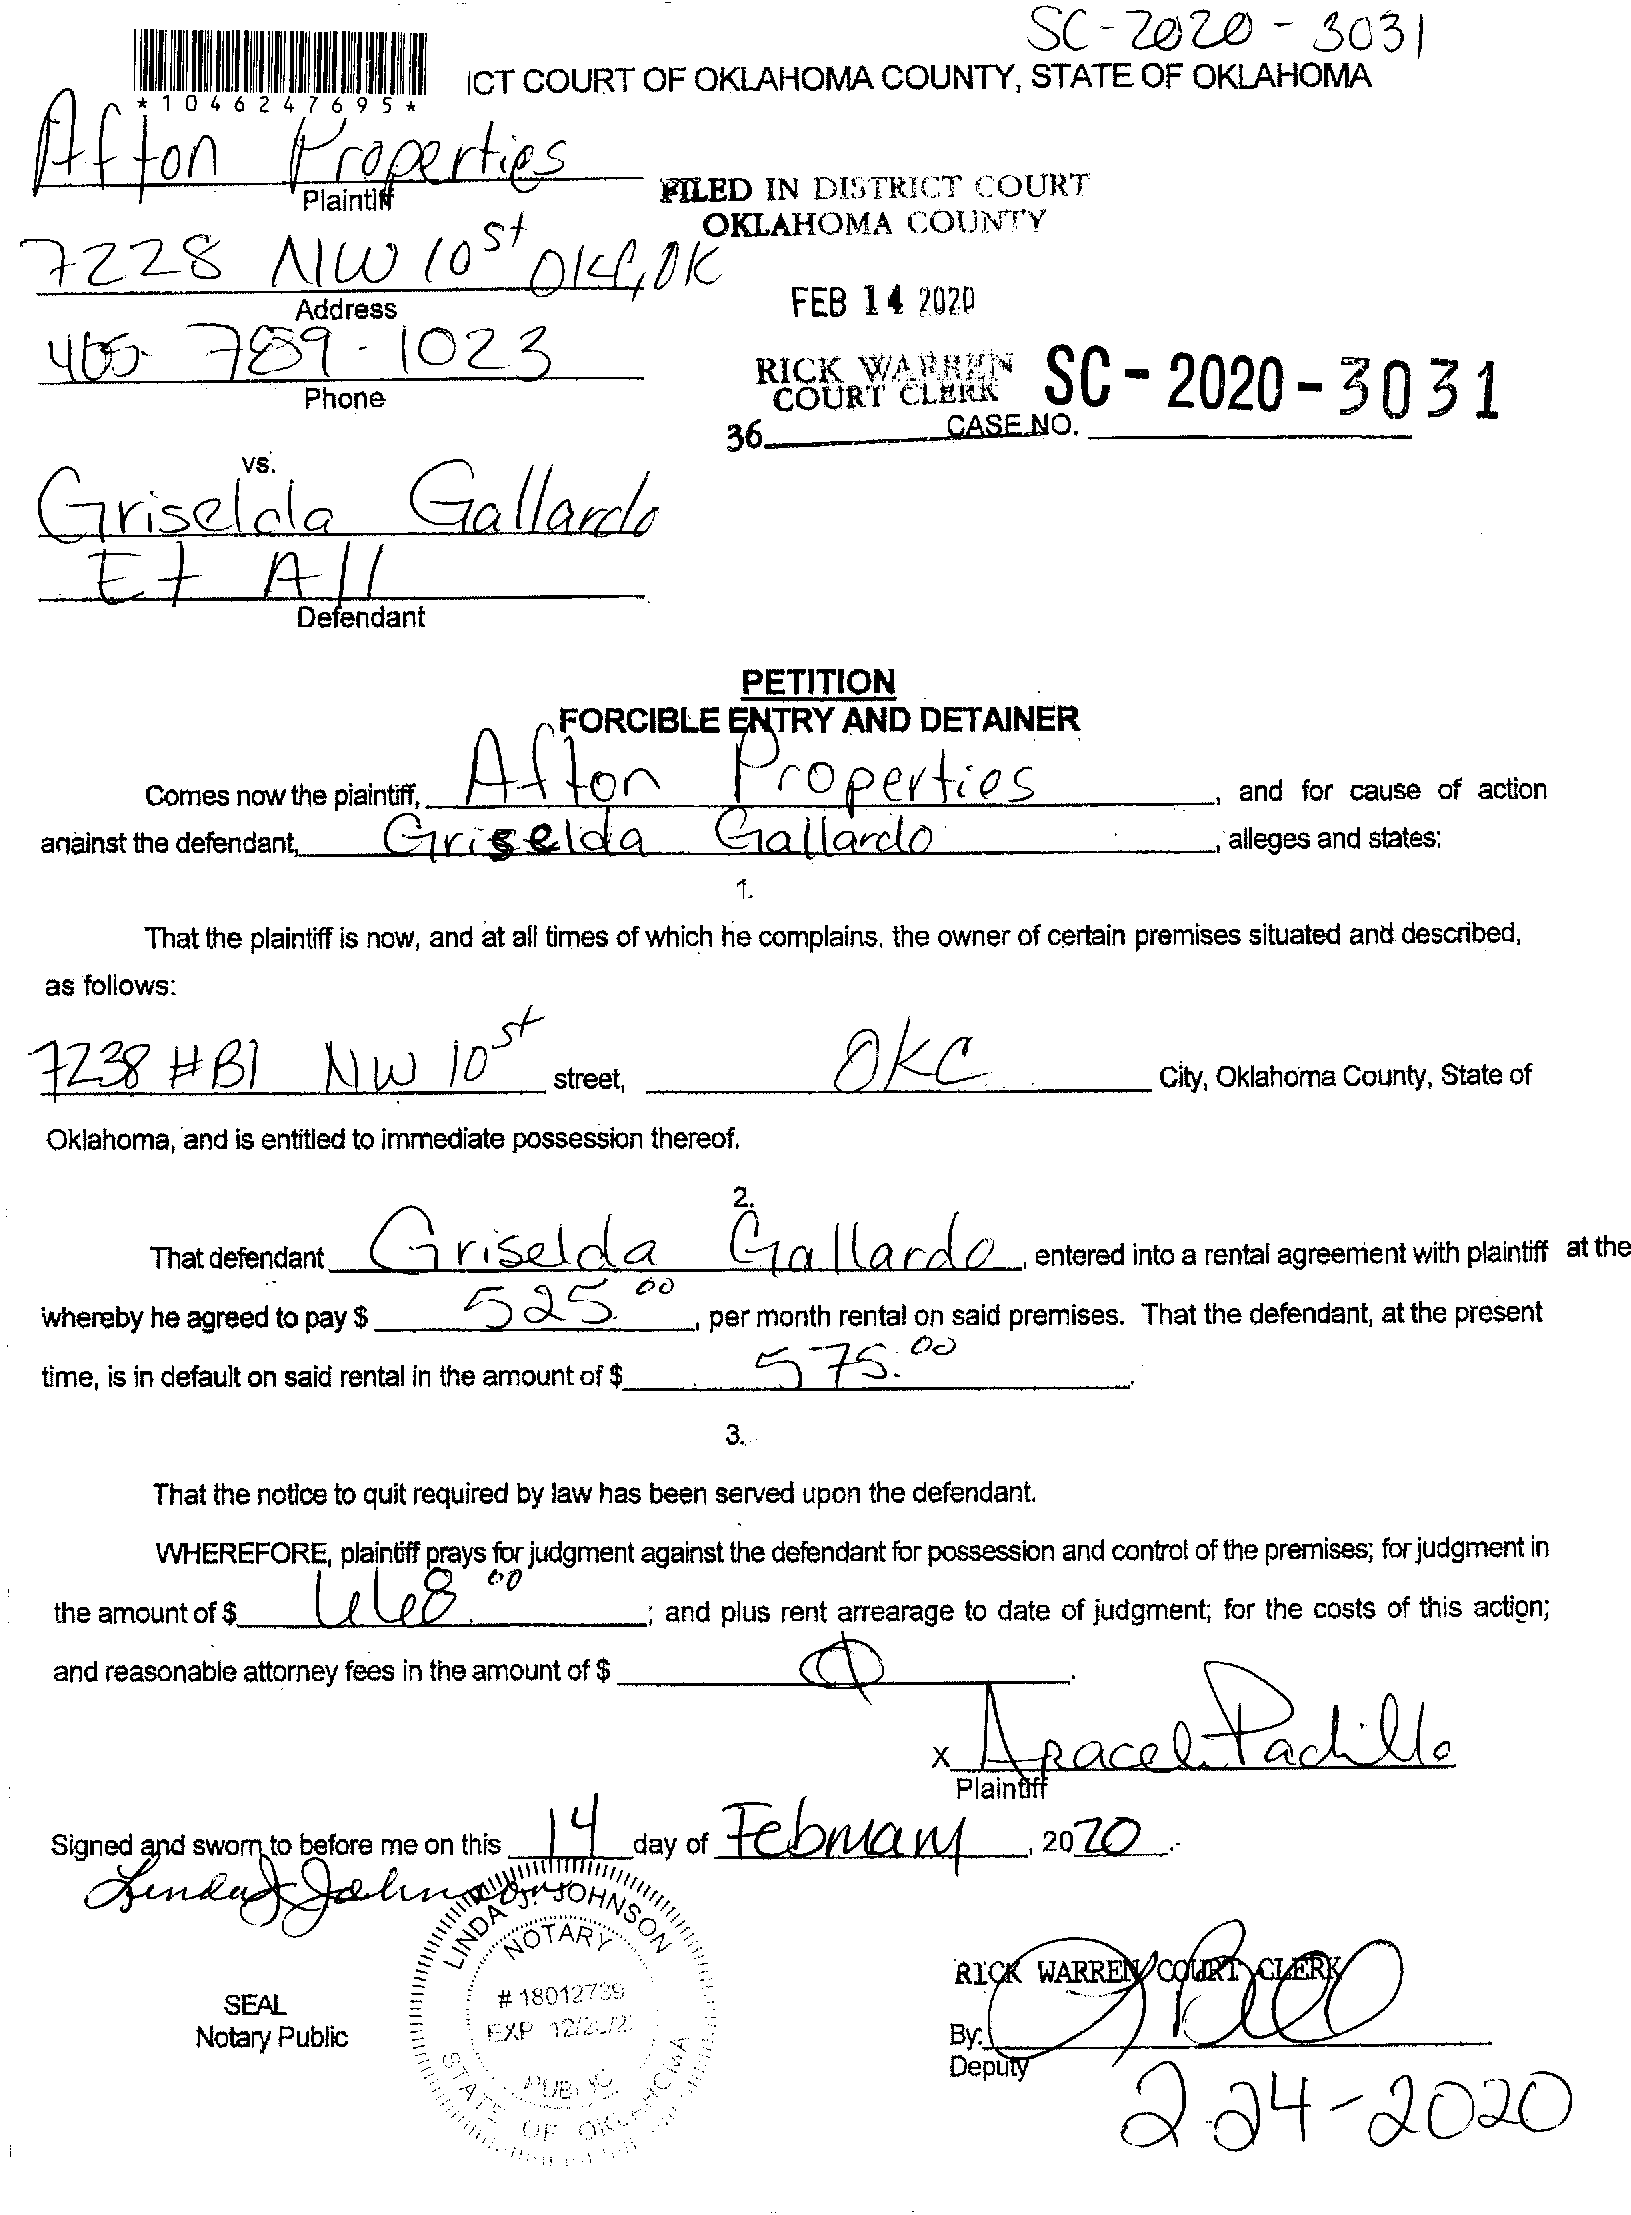 SC-2020-3031
ICT COURT OF OKLAHOMA COUNTY, STATE OF OKLAHOMA
*1046247695*
Afton Properties
Plaintiff
FILED IN DISTRICT COURT
OKLAHOMA COUNTY
7228 NW 10 st OKC, OK
Address
FEB 14 2020
405-789-1023
Phone
RICK WARREN
COURT CLERK
SC-2020-3031
36
CASE NO.
vs.
Griselda Gallardo
Et All
Defendant
PETITION
FORCIBLE ENTRY AND DETAINER
Comes now the plaintiff, Afton Properties, and for cause of action
against the defendant, Griselda Gallardo, alleges and states:
1.
That the plaintiff is now, and at all times of which he complains, the owner of certain premises situated and described,
as follows:
7238 #B1 NW 10 st street, OKC City, Oklahoma County, State of
Oklahoma, and is entitled to immediate possession thereof.
2.
That defendant Griselda Gallardo, entered into a rental agreement with plaintiff at the
whereby he agreed to pay $ 525.00, per month rental on said premises. That the defendant, at the present
time, is in default on said rental in the amount of $ 575.00.
3.
That the notice to quit required by law has been served upon the defendant.
WHEREFORE, plaintiff prays for judgment against the defendant for possession and control of the premises; for judgment in
the amount of $ 668.00; and plus rent arrearage to date of judgment; for the costs of this action;
and reasonable attorney fees in the amount of $ .
x Araceli Padilla
Plaintiff
Signed and sworn to before me on this 14 day of February, 2020.
Linda J Johnson
LINDA J. JOHNSON
NOTARY
# 18012739
EXP
PUBLIC
STATE OF OKLAHOMA
SEAL
Notary Public
RICK WARREN COURT CLERK
By:
Deputy
2-24-2020